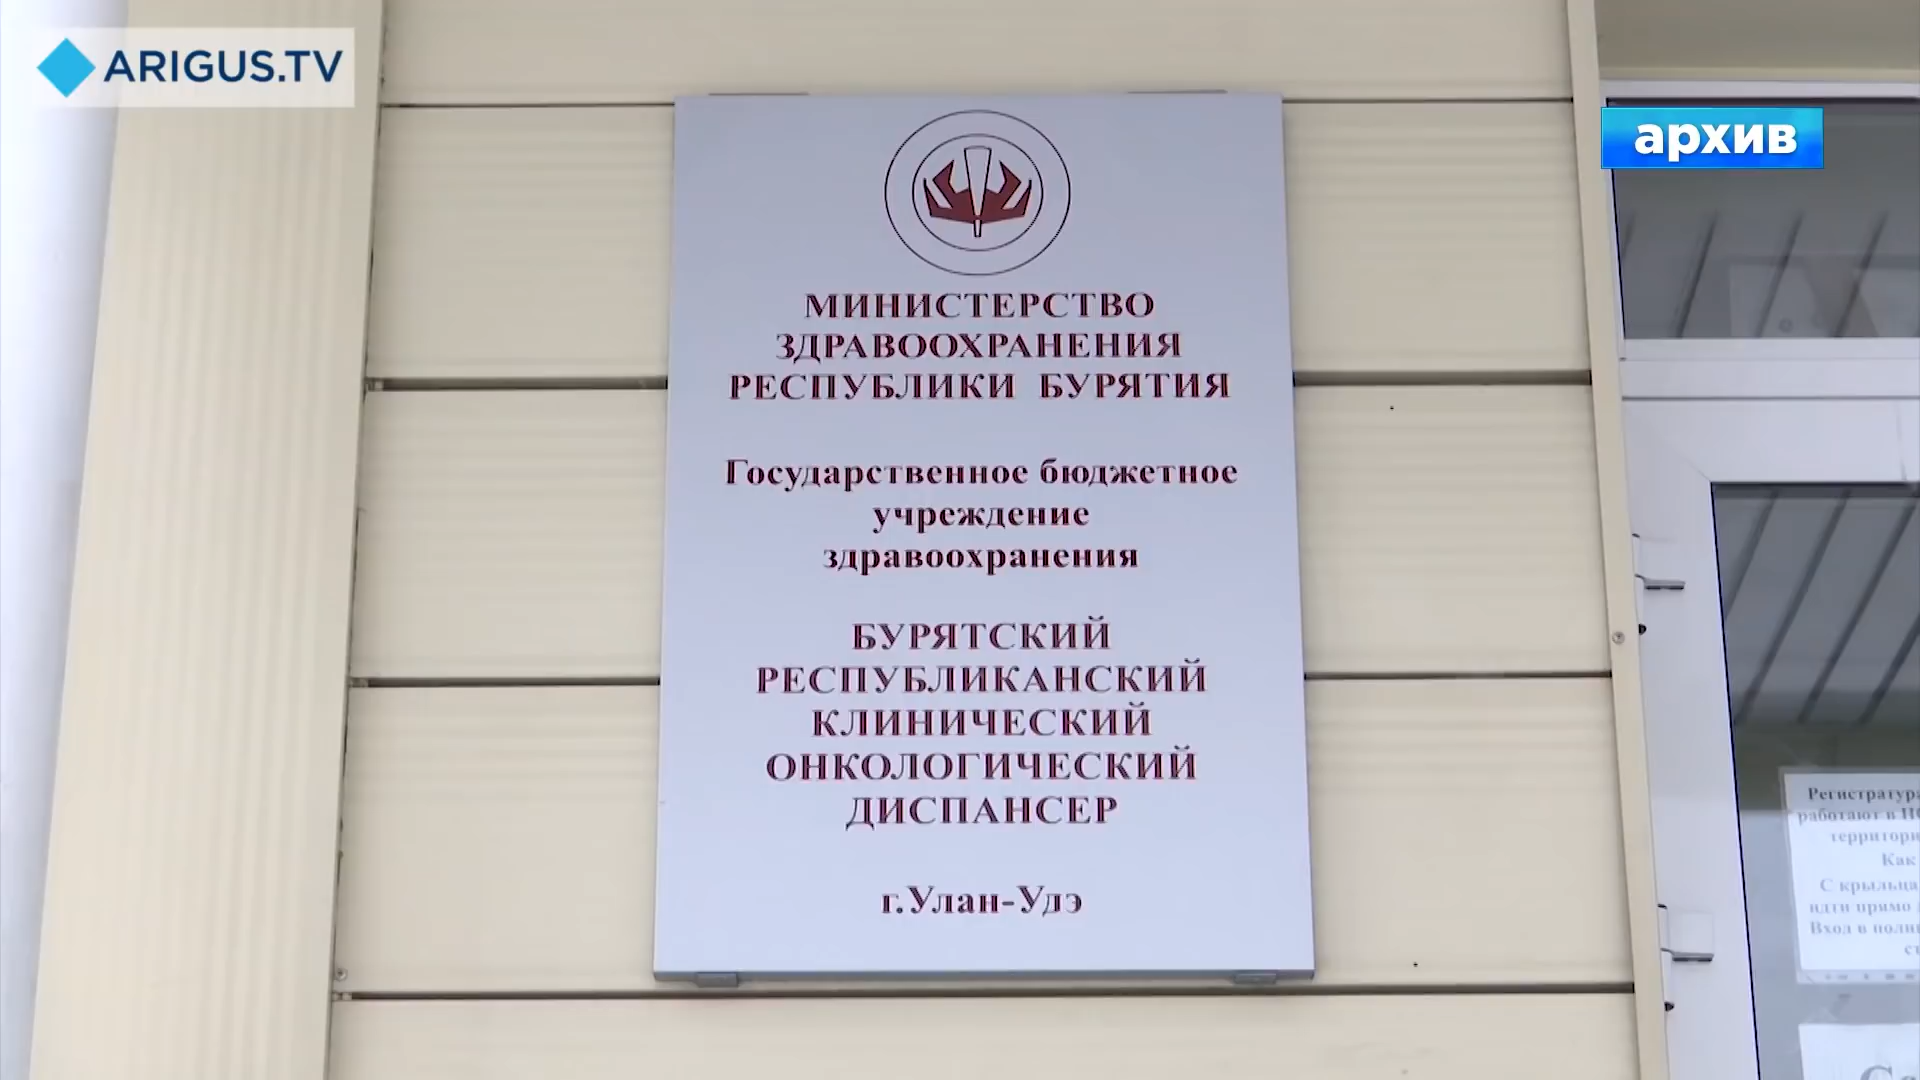 ARIGUS.TV
архив
МИНИСТЕРСТВО
ЗДРАВООХРАНЕНИЯ
РЕСПУБЛИКИ БУРЯТИЯ
Государственное бюджетное
учреждение
здравоохранения
БУРЯТСКИЙ
РЕСПУБЛИКАНСКИЙ
КЛИНИЧЕСКИЙ
ОНКОЛОГИЧЕСКИЙ
ДИСПАНСЕР
г.Улан-Удэ
Регистратура
работают в
территори
Как
С крыльца
идти прямо
Вход в поли